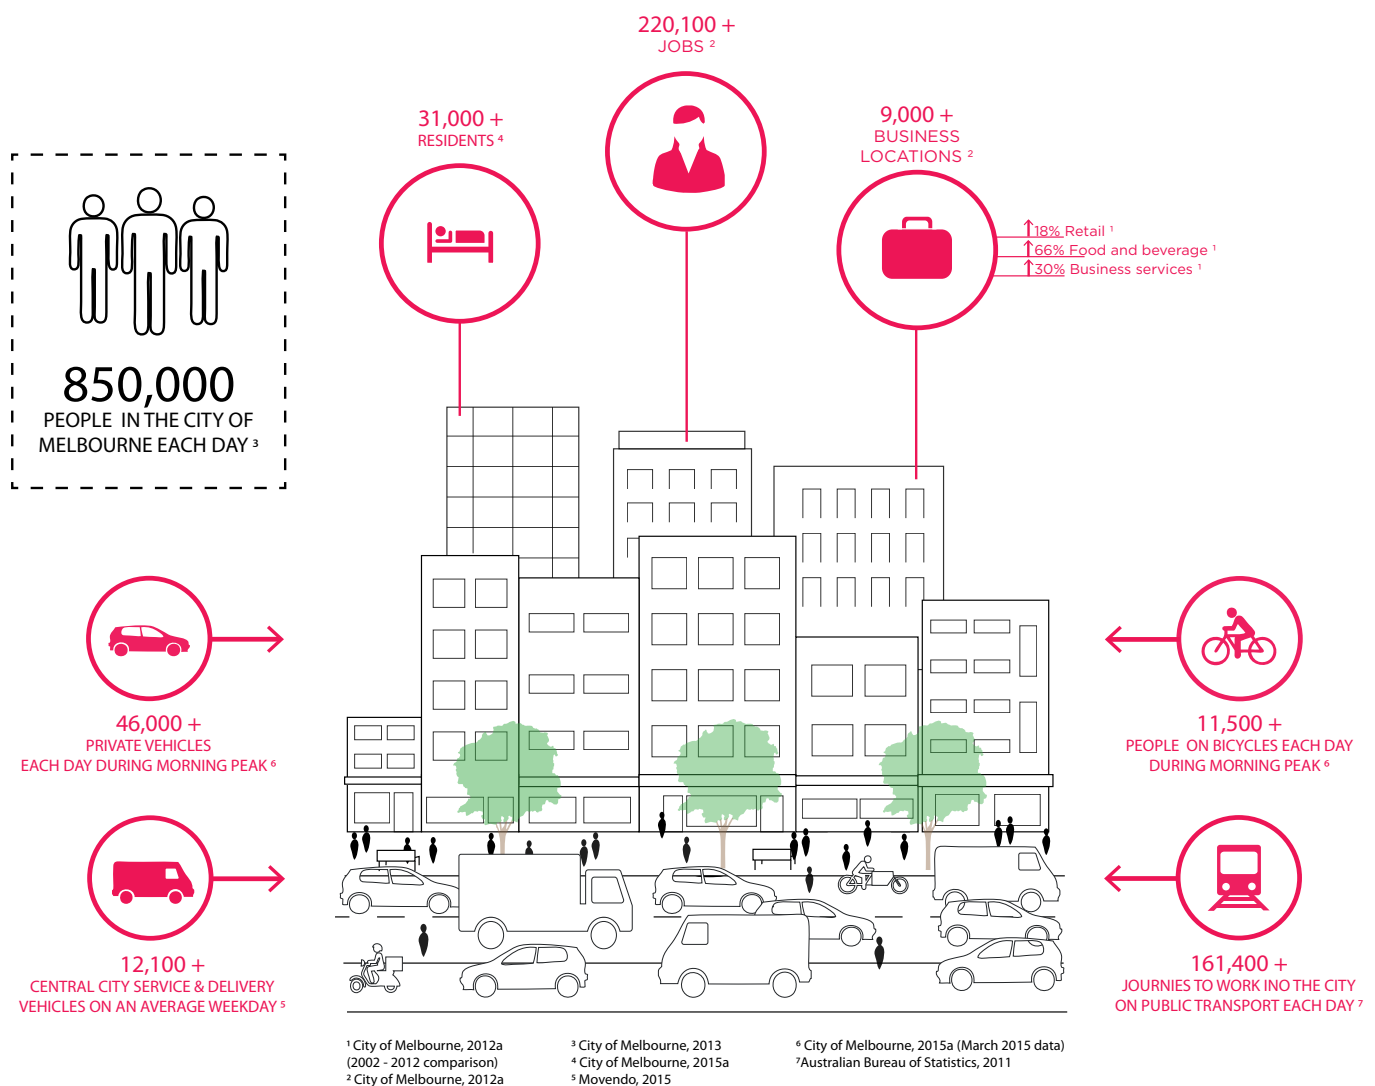 220,100 +
JOBS ²
31,000 +
RESIDENTS ⁴
9,000 +
BUSINESS
LOCATIONS ²
↑18% Retail ¹
↑66% Food and beverage ¹
↑30% Business services ¹
850,000
PEOPLE IN THE CITY OF
MELBOURNE EACH DAY ³
46,000 +
PRIVATE VEHICLES
EACH DAY DURING MORNING PEAK ⁶
11,500 +
PEOPLE ON BICYCLES EACH DAY
DURING MORNING PEAK ⁶
12,100 +
CENTRAL CITY SERVICE & DELIVERY
VEHICLES ON AN AVERAGE WEEKDAY ⁵
161,400 +
JOURNIES TO WORK INO THE CITY
ON PUBLIC TRANSPORT EACH DAY ⁷
¹ City of Melbourne, 2012a
(2002 - 2012 comparison)
² City of Melbourne, 2012a
³ City of Melbourne, 2013
⁴ City of Melbourne, 2015a
⁵ Movendo, 2015
⁶ City of Melbourne, 2015a (March 2015 data)
⁷Australian Bureau of Statistics, 2011